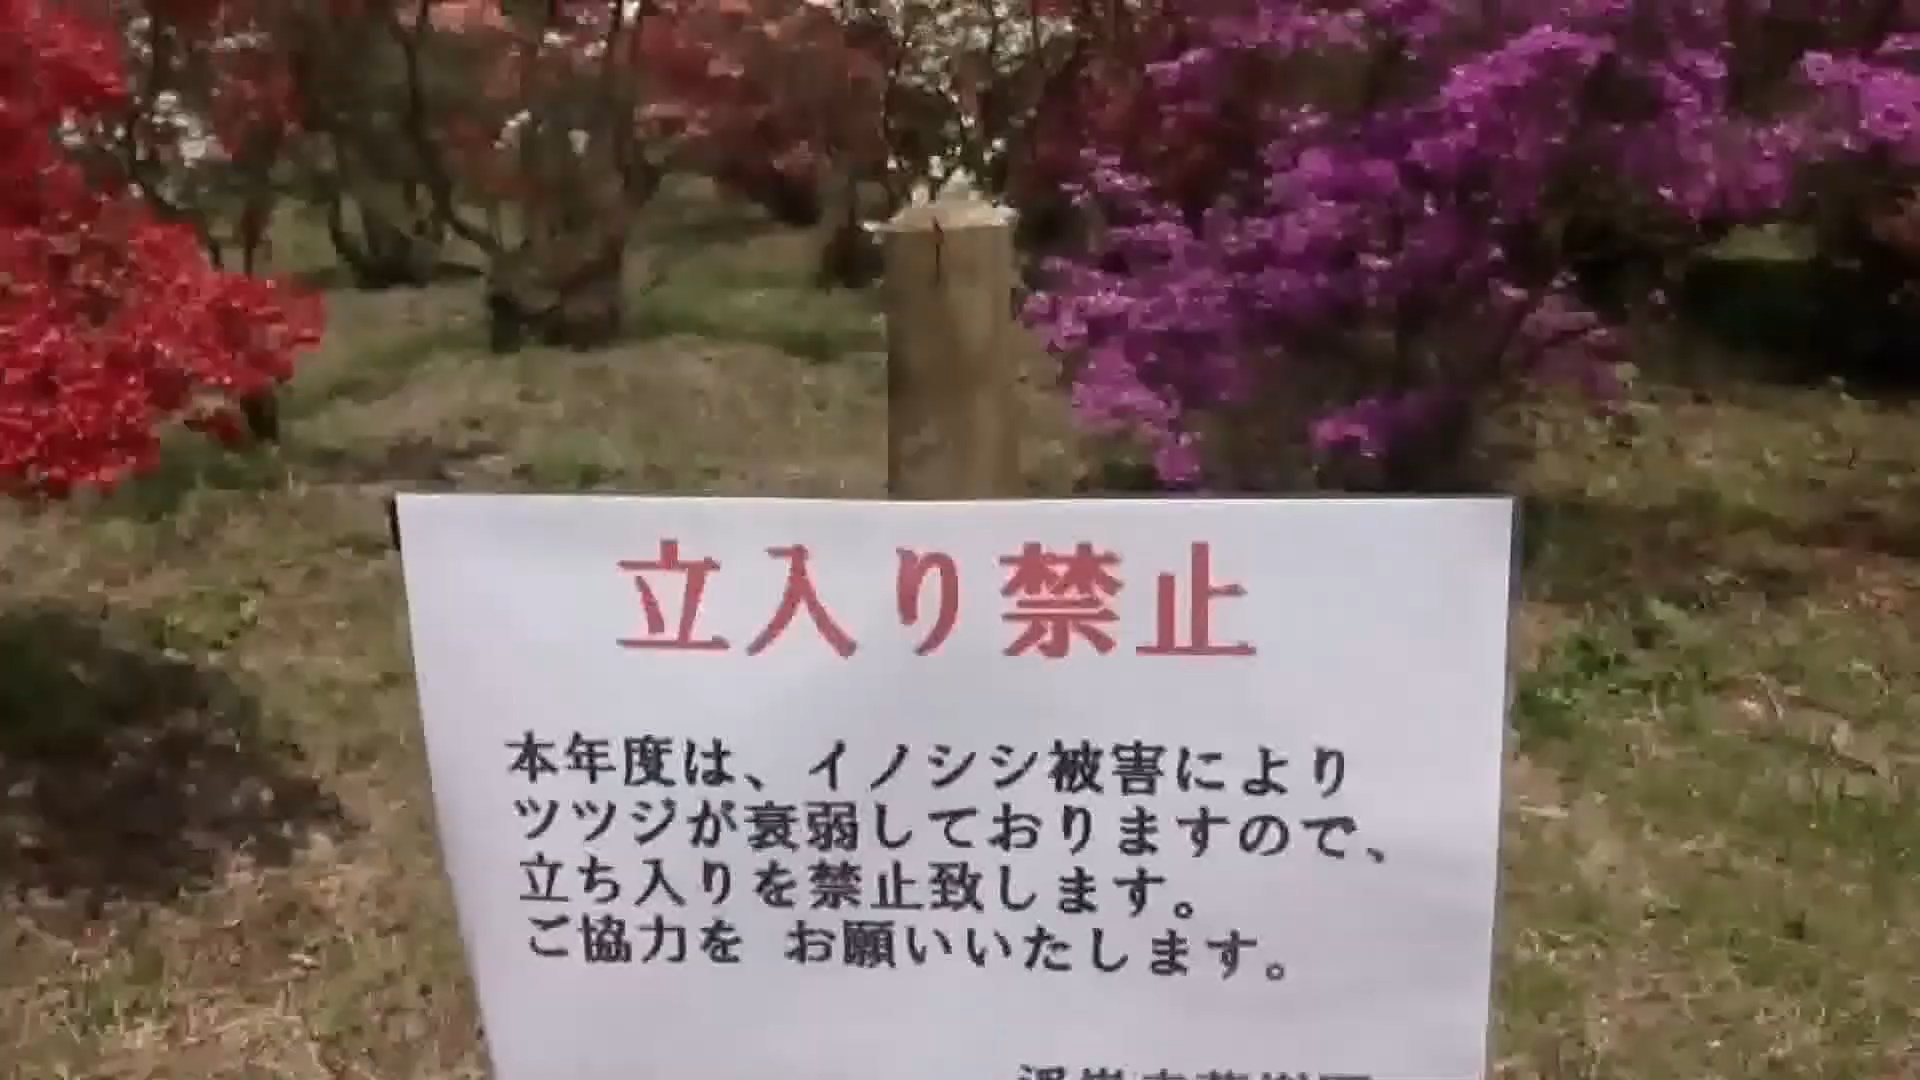 立入り禁止
本年度は、イノシシ被害により
ツツジが衰弱しておりますので、
立ち入りを禁止致します。
ご協力を お願いいたします。